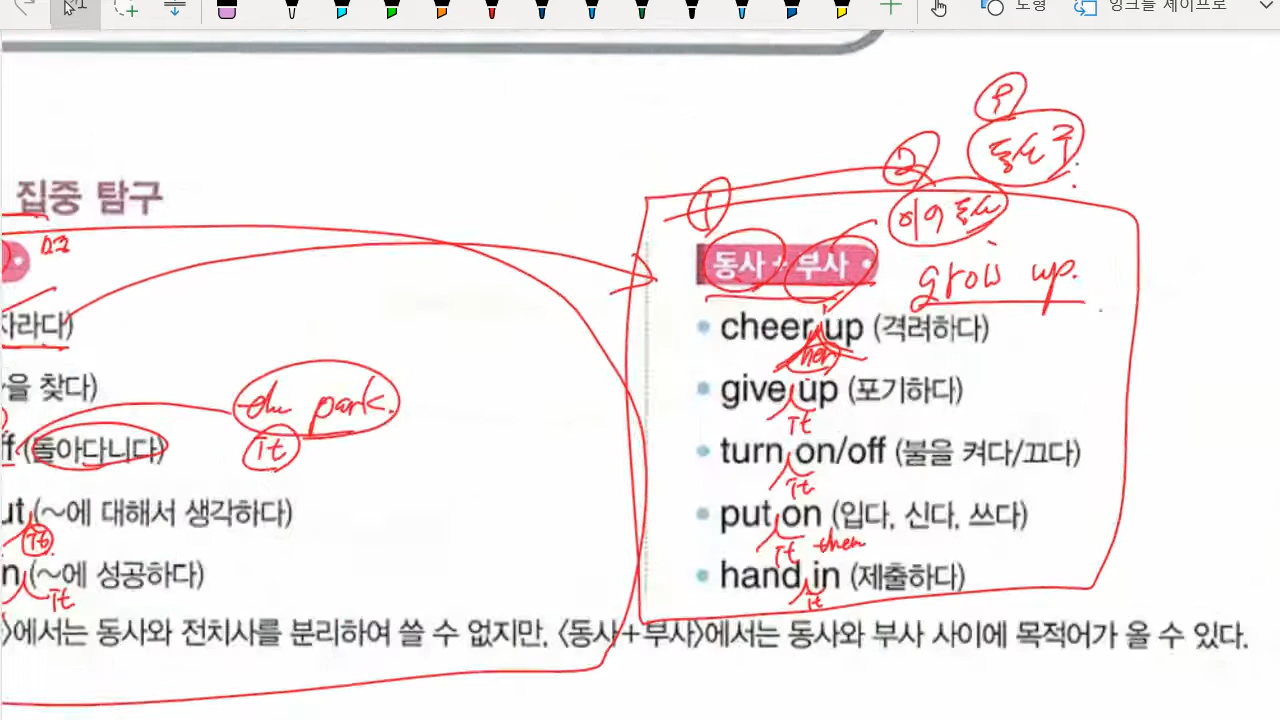 도형
잉크를 셰이프로
동사구
①
②
이어동사
집중 탐구
동사 + 부사
grow up.
자라다)
cheer up (격려하다)
her
~을 찾다)
the park.
give up (포기하다)
it
ff (돌아다니다)
it
turn on/off (불을 켜다/끄다)
it
ut (~에 대해서 생각하다)
put on (입다, 신다, 쓰다)
it
it them
n (~에 성공하다)
hand in (제출하다)
it
it
〉에서는 동사와 전치사를 분리하여 쓸 수 없지만, 〈동사+부사〉에서는 동사와 부사 사이에 목적어가 올 수 있다.